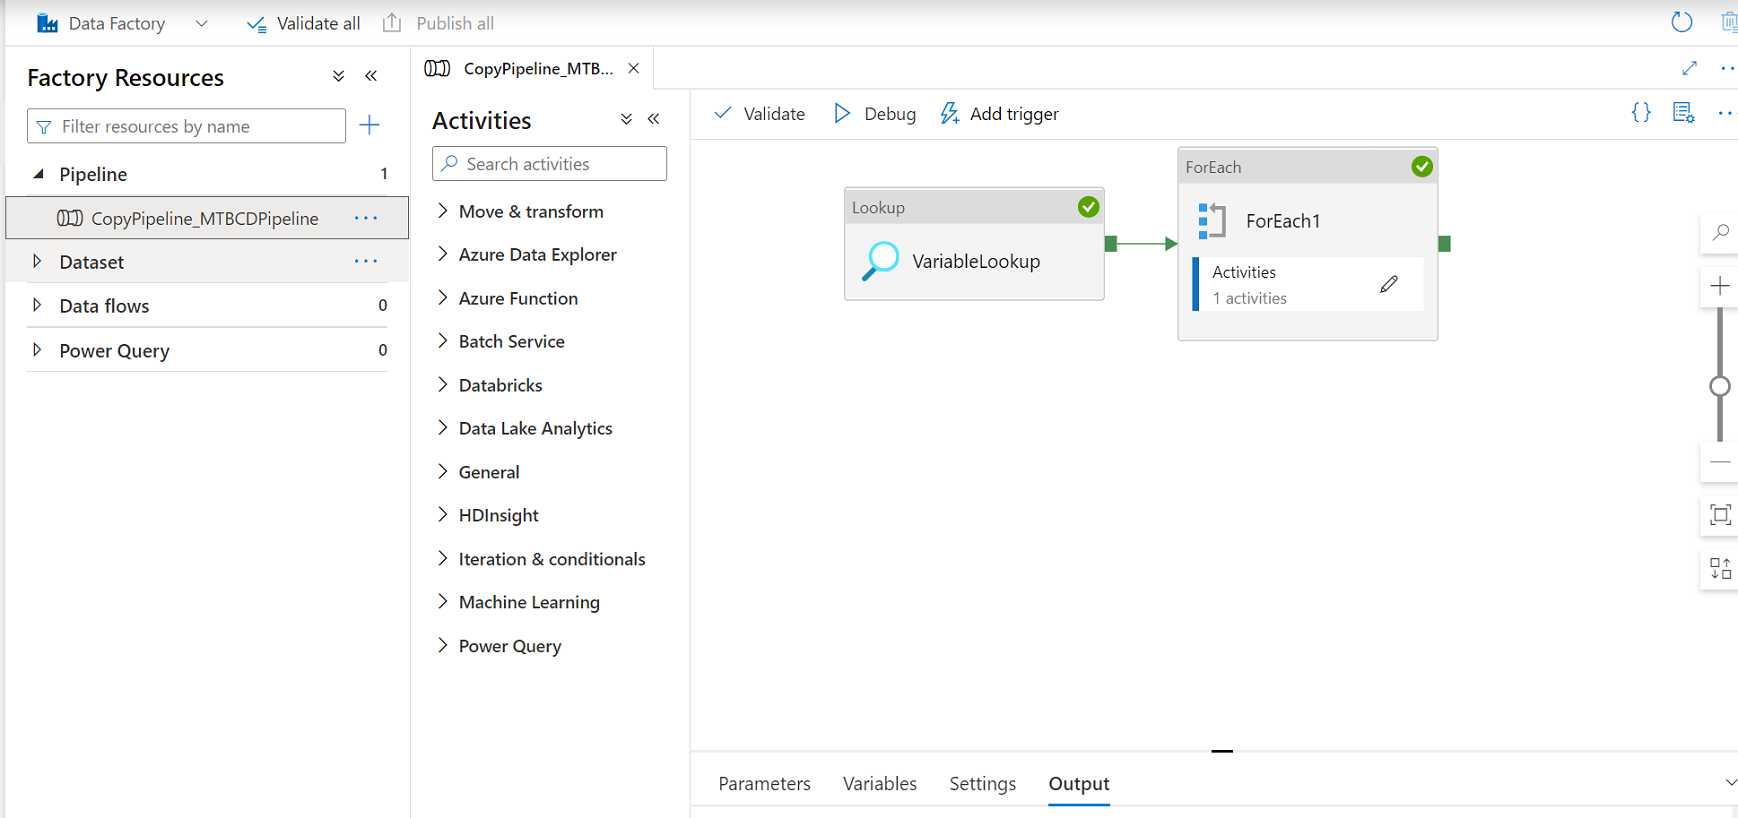 Data Factory
Validate all
Publish all
Factory Resources
Filter resources by name
Pipeline 1
CopyPipeline_MTBCDPipeline
Dataset
Data flows 0
Power Query 0
CopyPipeline_MTB...
Activities
Search activities
Move & transform
Azure Data Explorer
Azure Function
Batch Service
Databricks
Data Lake Analytics
General
HDInsight
Iteration & conditionals
Machine Learning
Power Query
Validate
Debug
Add trigger
{}
Lookup
VariableLookup
ForEach
ForEach1
Activities
1 activities
Parameters
Variables
Settings
Output